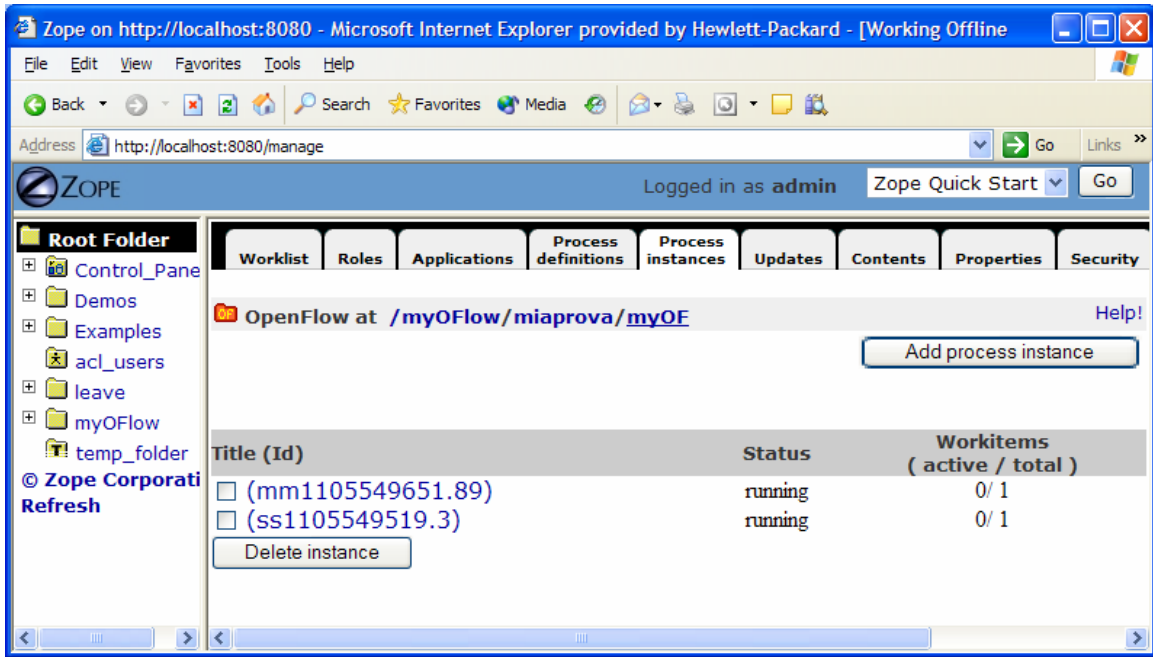 Zope on http://localhost:8080 - Microsoft Internet Explorer provided by Hewlett-Packard - [Working Offline
File Edit View Favorites Tools Help
Back Search Favorites Media
Address http://localhost:8080/manage Go Links »
ZOPE Logged in as admin Zope Quick Start Go
Root Folder
Control_Pane
Demos
Examples
acl_users
leave
myOFlow
temp_folder
© Zope Corporati
Refresh
Worklist Roles Applications Process definitions Process instances Updates Contents Properties Security
OF OpenFlow at /myOFlow/miaprova/myOF Help!
Add process instance
Title (Id) Status Workitems
( active / total )
(mm1105549651.89) running 0/ 1
(ss1105549519.3) running 0/ 1
Delete instance